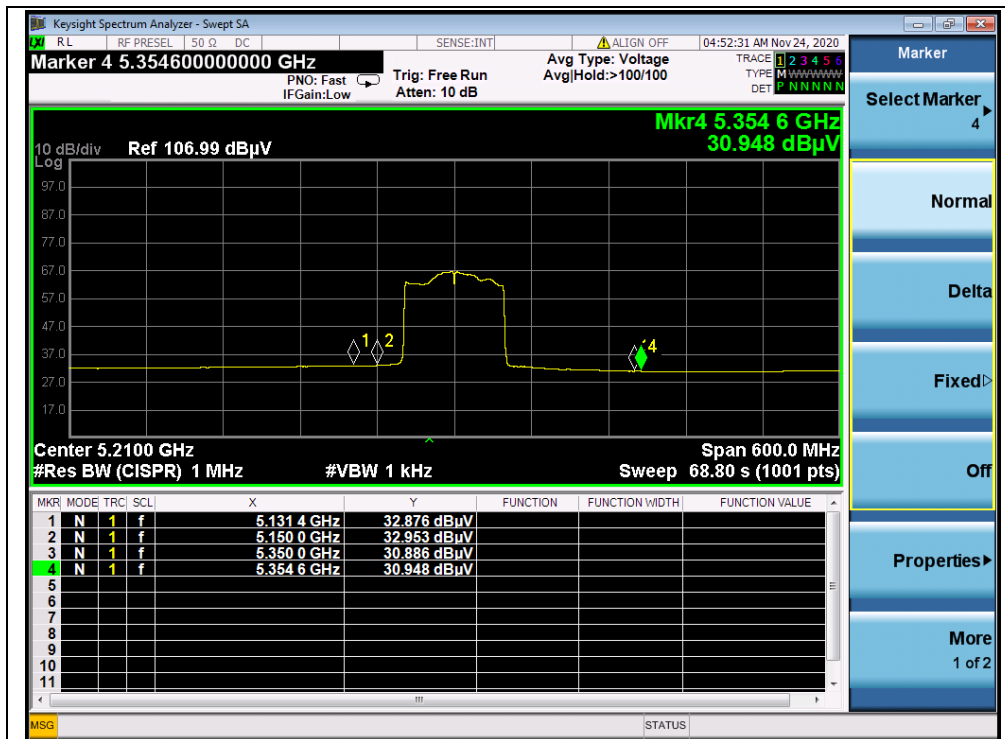 Keysight Spectrum Analyzer - Swept SA
LXI RL RF PRESEL 50 Ω DC SENSE:INT ALIGN OFF 04:52:31 AM Nov 24, 2020
Marker 4 5.354600000000 GHz
PNO: Fast
IFGain:Low
Trig: Free Run
Atten: 10 dB
Avg Type: Voltage
Avg|Hold:>100/100
TRACE 1 2 3 4 5 6
TYPE M W W W W W
DET P N N N N N
Mkr4 5.354 6 GHz
30.948 dBµV
10 dB/div Ref 106.99 dBµV
Log
97.0
87.0
77.0
67.0
57.0
47.0
37.0
27.0
17.0
1 2 4
Center 5.2100 GHz Span 600.0 MHz
#Res BW (CISPR) 1 MHz #VBW 1 kHz Sweep 68.80 s (1001 pts)
MKR MODE TRC SCL X Y FUNCTION FUNCTION WIDTH FUNCTION VALUE
1 N 1 f 5.131 4 GHz 32.876 dBµV
2 N 1 f 5.150 0 GHz 32.953 dBµV
3 N 1 f 5.350 0 GHz 30.886 dBµV
4 N 1 f 5.354 6 GHz 30.948 dBµV
5
6
7
8
9
10
11
MSG STATUS
Marker
Select Marker
4
Normal
Delta
Fixed
Off
Properties
More
1 of 2